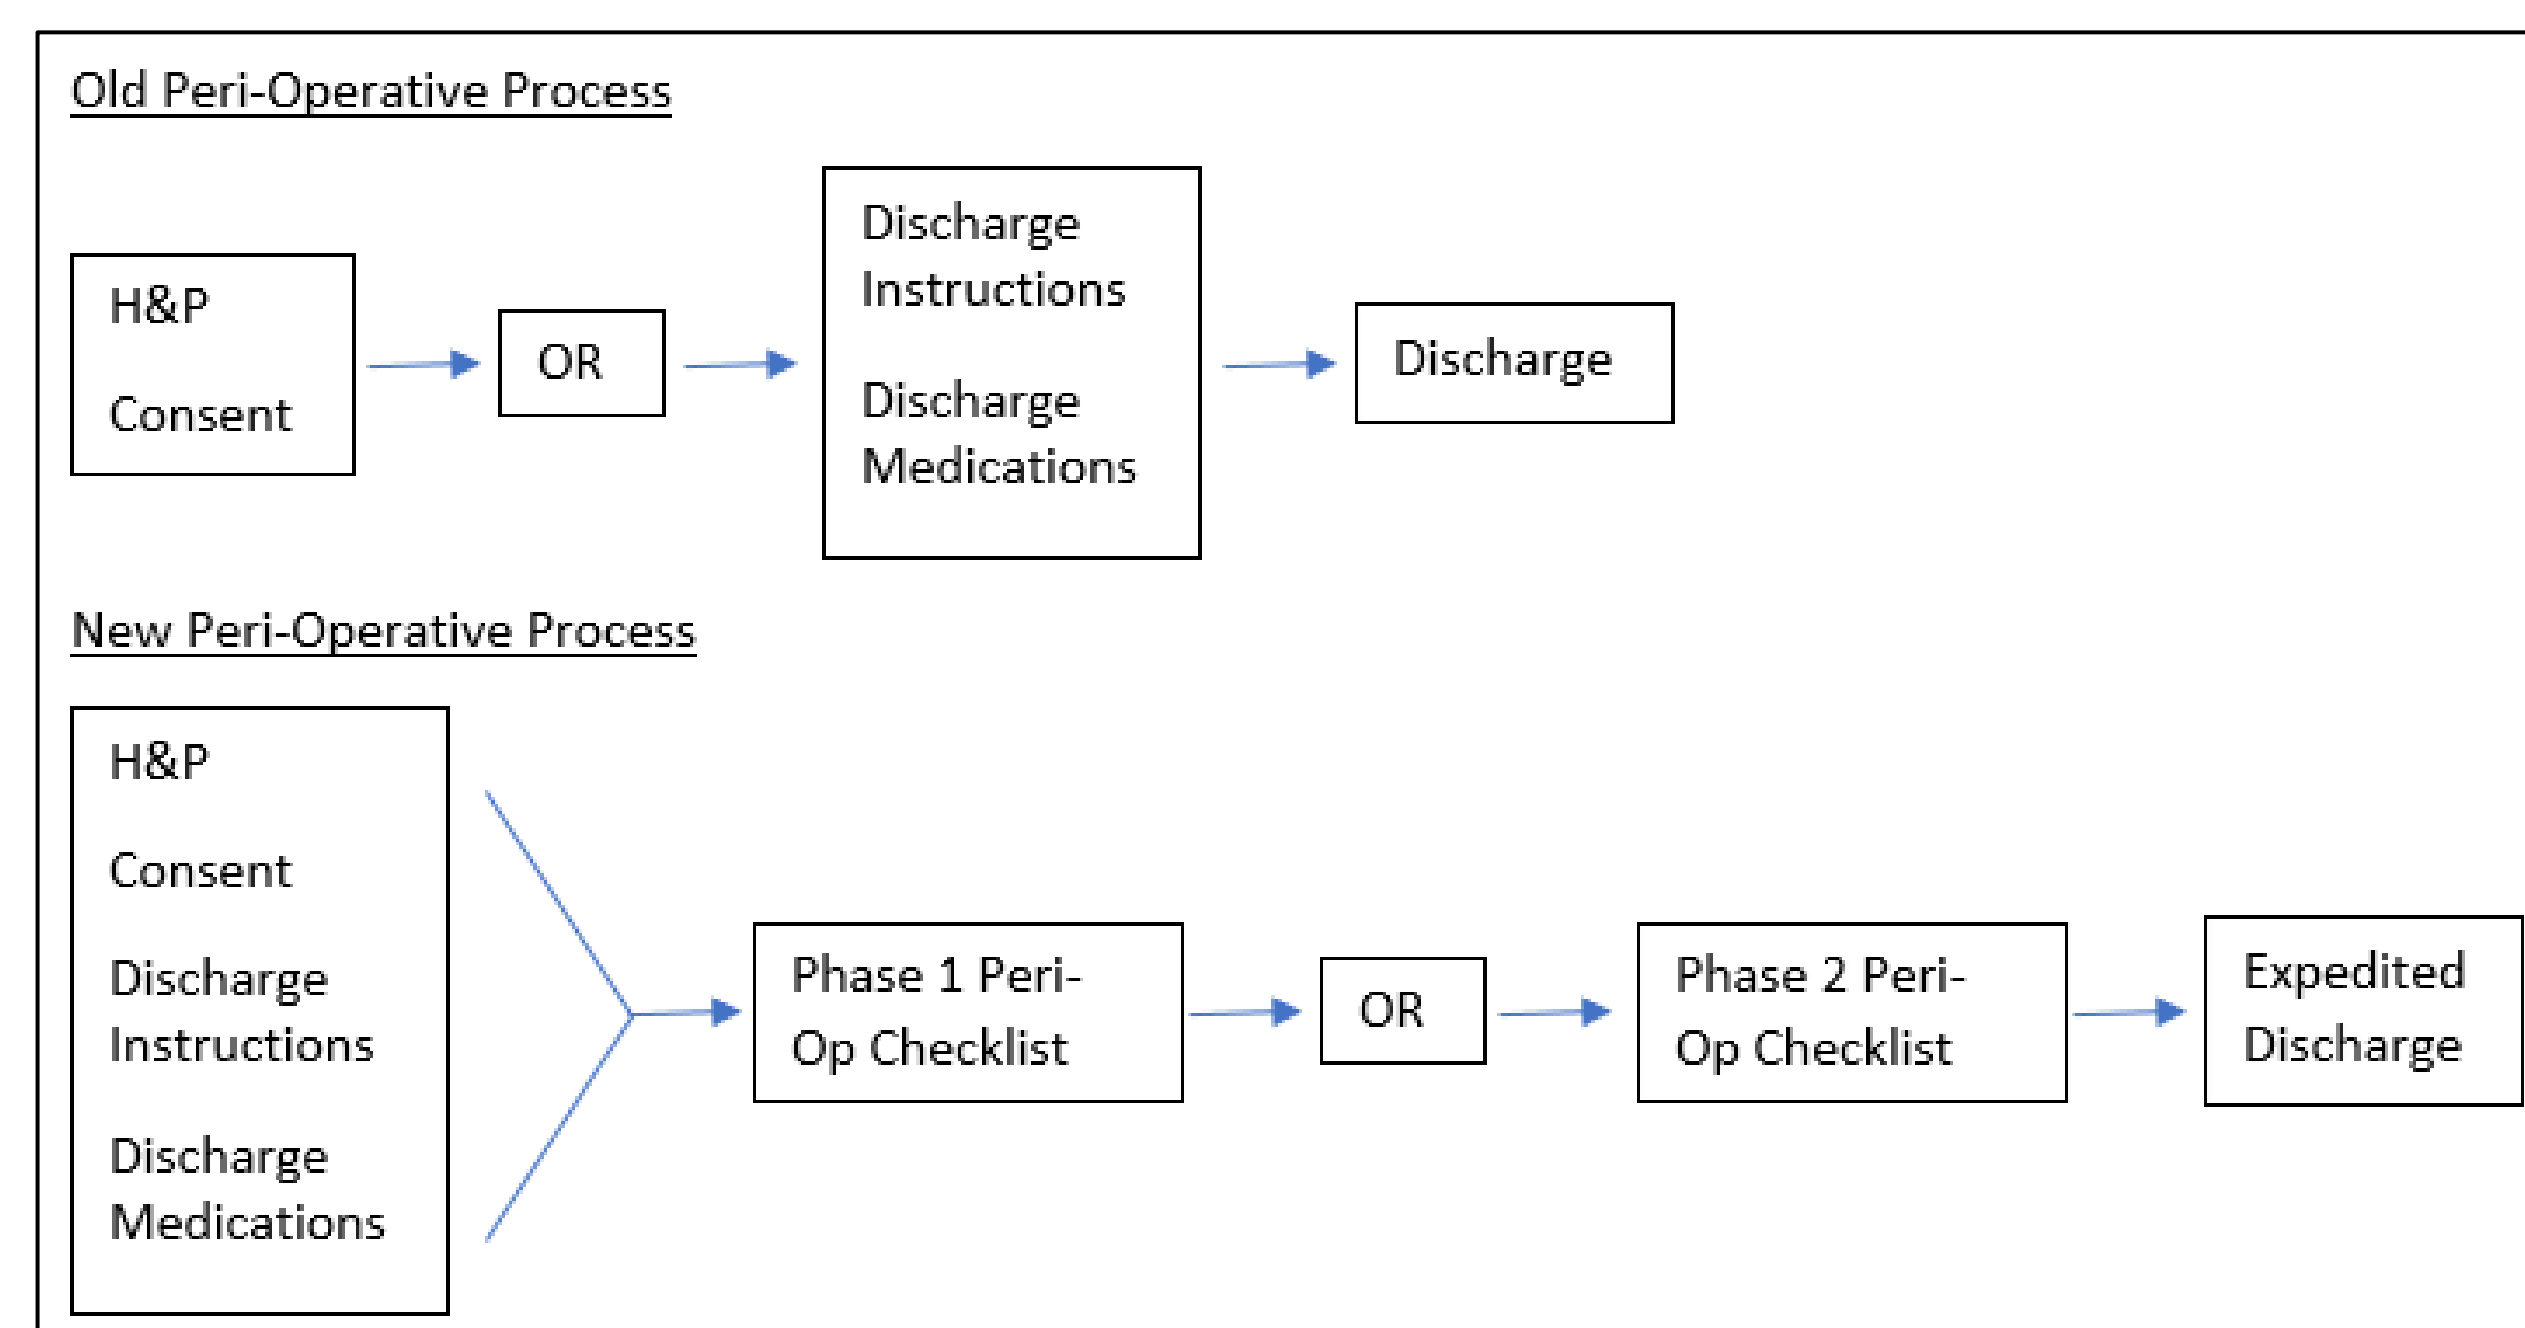 Old Peri-Operative Process
H&P
Consent
OR
Discharge
Instructions
Discharge
Medications
Discharge
New Peri-Operative Process
H&P
Consent
Discharge
Instructions
Discharge
Medications
Phase 1 Peri-
Op Checklist
OR
Phase 2 Peri-
Op Checklist
Expedited
Discharge